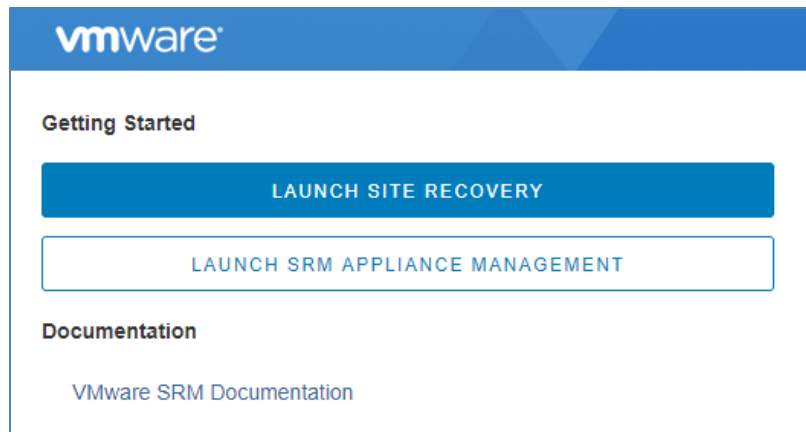 vmware®
Getting Started
LAUNCH SITE RECOVERY
LAUNCH SRM APPLIANCE MANAGEMENT
Documentation
VMware SRM Documentation